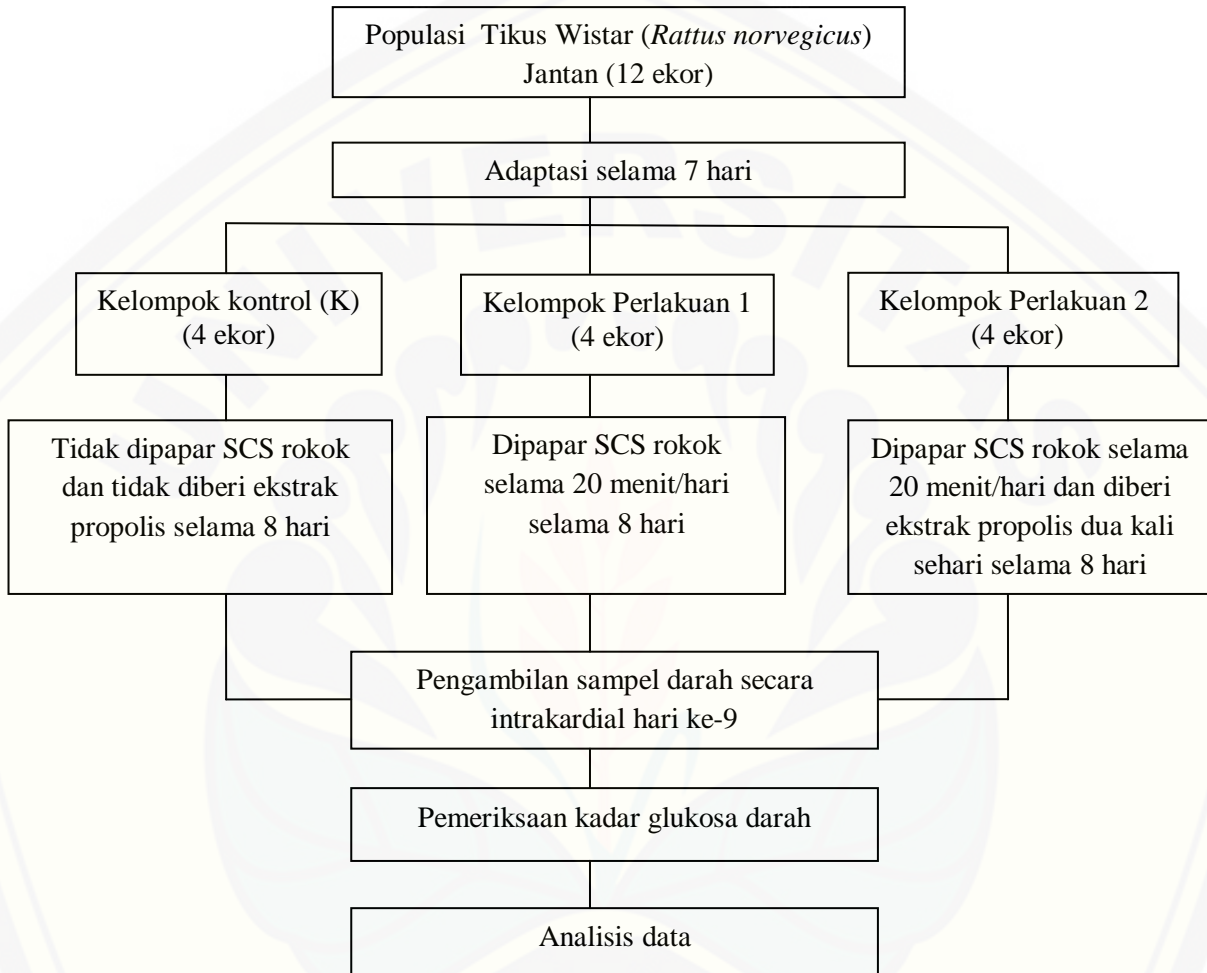 Populasi Tikus Wistar (Rattus norvegicus)
Jantan (12 ekor)
Adaptasi selama 7 hari
Kelompok kontrol (K)
(4 ekor)
Kelompok Perlakuan 1
(4 ekor)
Kelompok Perlakuan 2
(4 ekor)
Tidak dipapar SCS rokok
dan tidak diberi ekstrak
propolis selama 8 hari
Dipapar SCS rokok
selama 20 menit/hari
selama 8 hari
Dipapar SCS rokok selama
20 menit/hari dan diberi
ekstrak propolis dua kali
sehari selama 8 hari
Pengambilan sampel darah secara
intrakardial hari ke-9
Pemeriksaan kadar glukosa darah
Analisis data
UNIVERSITAS